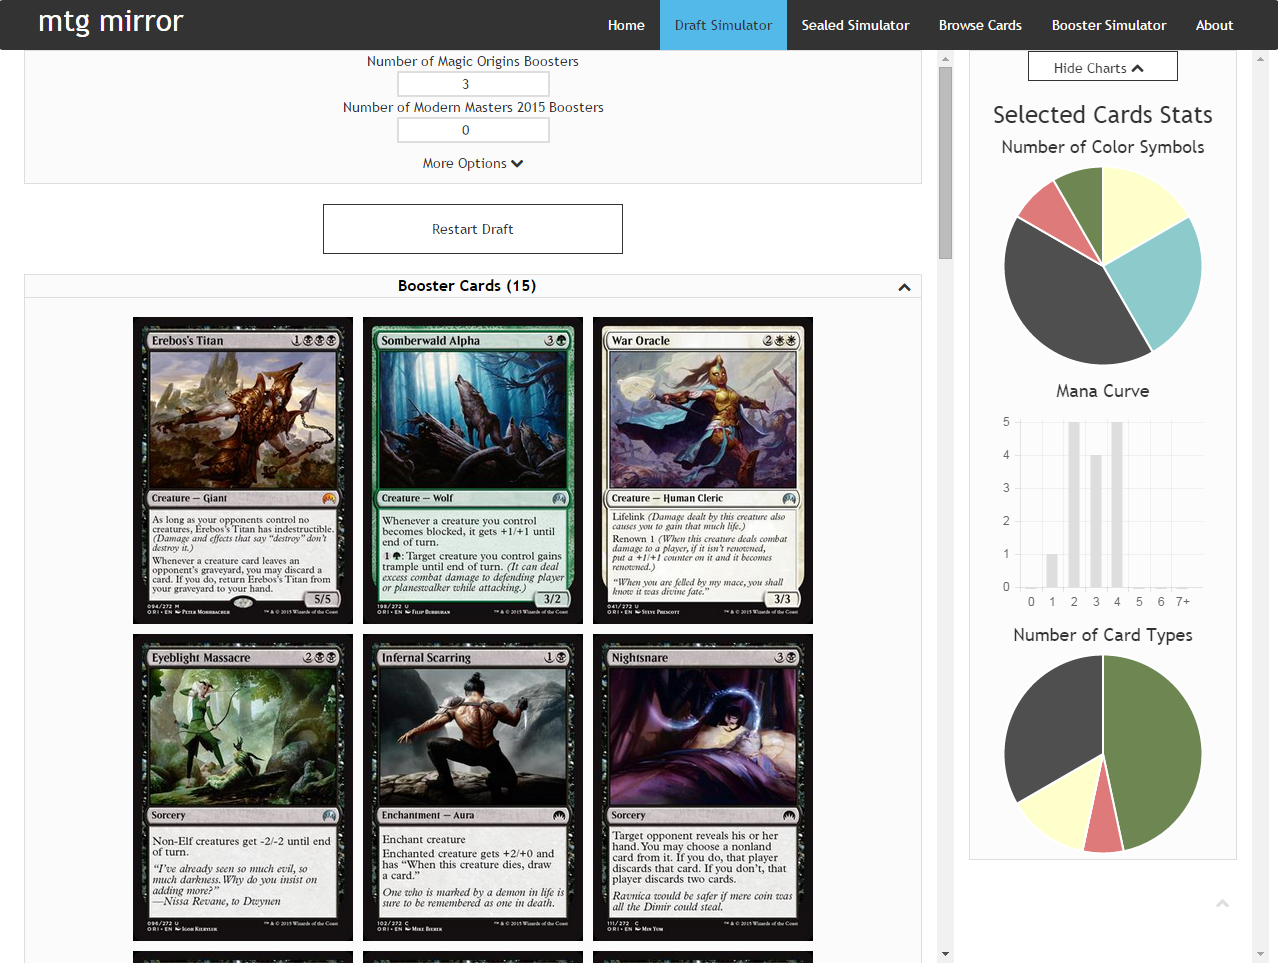 mtg mirror
Home
Draft Simulator
Sealed Simulator
Browse Cards
Booster Simulator
About
Number of Magic Origins Boosters
3
Number of Modern Masters 2015 Boosters
0
More Options
Restart Draft
Booster Cards (15)
Erebos's Titan
1
Creature — Giant
As long as your opponents control no
creatures, Erebos's Titan has indestructible.
(Damage and effects that say "destroy" don't
destroy it.)
Whenever a creature card leaves an
opponent's graveyard, you may discard a
card. If you do, return Erebos's Titan from
your graveyard to your hand.
5/5
094/272 M
ORI • EN Peter Mohrbacher
™ & © 2015 Wizards of the Coast
Somberwald Alpha
3
Creature — Wolf
Whenever a creature you control
becomes blocked, it gets +1/+1 until
end of turn.
1 : Target creature you control gains
trample until end of turn. (It can deal
excess combat damage to defending player
or planeswalker while attacking.)
3/2
198/272 U
ORI • EN Filip Burburan
™ & © 2015 Wizards of the Coast
War Oracle
2
Creature — Human Cleric
Lifelink (Damage dealt by this creature also
causes you to gain that much life.)
Renown 1 (When this creature deals combat
damage to a player, if it isn't renowned,
put a +1/+1 counter on it and it becomes
renowned.)
"When you are felled by my mace, you shall
know it was divine fate."
3/3
041/272 U
ORI • EN Steve Prescott
™ & © 2015 Wizards of the Coast
Eyeblight Massacre
2
Sorcery
Non-Elf creatures get -2/-2 until end
of turn.
"I've already seen so much evil, so
much darkness. Why do you insist on
adding more?"
—Nissa Revane, to Dwynen
096/272 U
ORI • EN Igor Kieryluk
™ & © 2015 Wizards of the Coast
Infernal Scarring
1
Enchantment — Aura
Enchant creature
Enchanted creature gets +2/+0 and
has "When this creature dies, draw
a card."
One who is marked by a demon in life is
sure to be remembered as one in death.
102/272 C
ORI • EN Mike Bierek
™ & © 2015 Wizards of the Coast
Nightsnare
3
Sorcery
Target opponent reveals his or her
hand. You may choose a nonland
card from it. If you do, that player
discards that card. If you don't, that
player discards two cards.
Ravnica would be safer if mere coin was
all the Dimir could steal.
111/272 C
ORI • EN Min Yum
™ & © 2015 Wizards of the Coast
Hide Charts
Selected Cards Stats
Number of Color Symbols
Mana Curve
5
4
3
2
1
0
0 1 2 3 4 5 6 7+
Number of Card Types